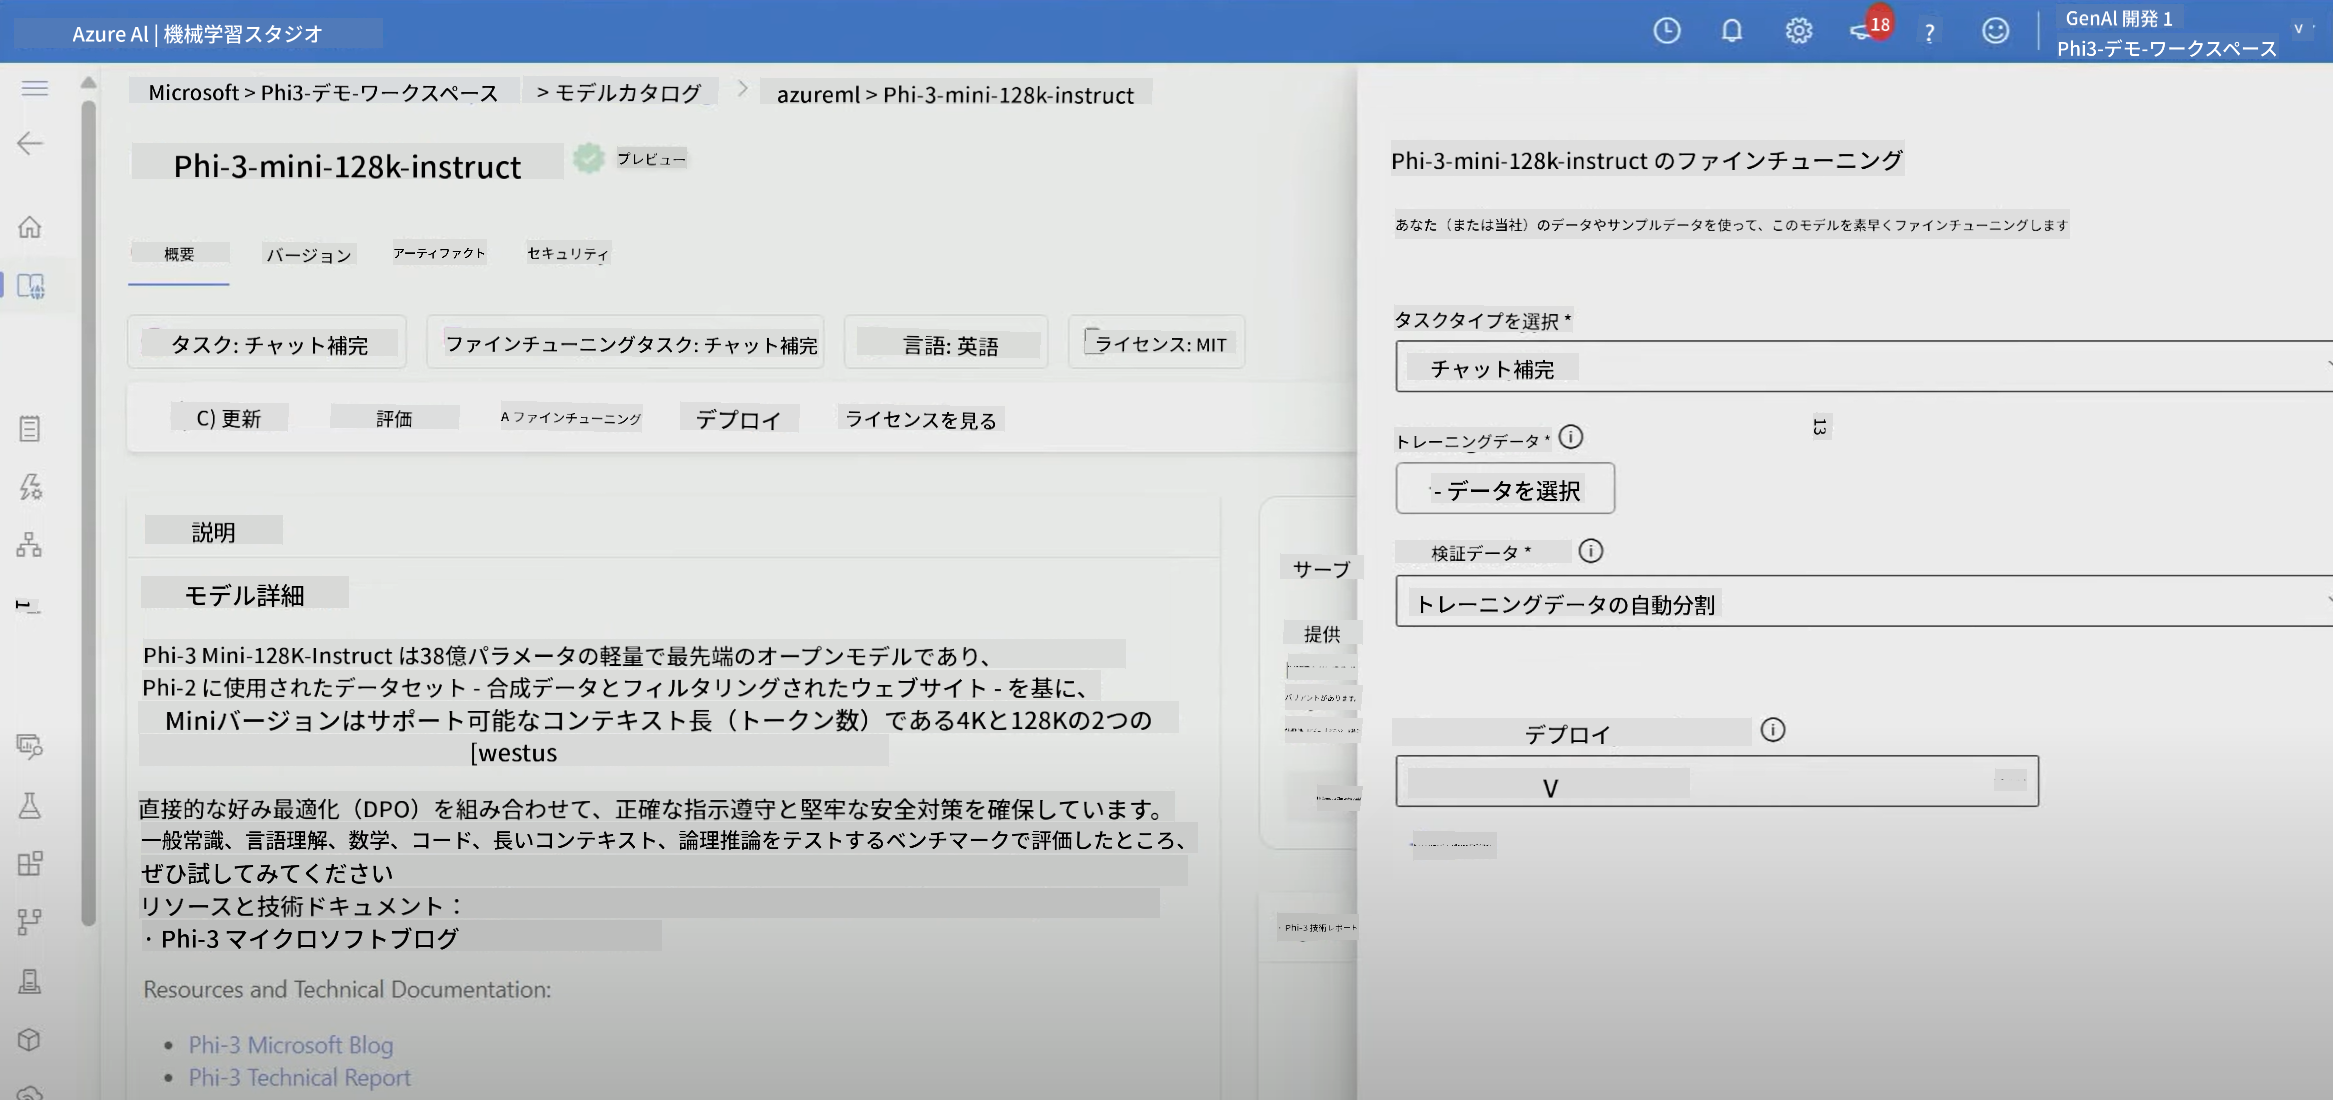 Azure AI | 機械学習スタジオ
18
?
GenAI 開発 1
Phi3-デモ-ワークスペース
Microsoft > Phi3-デモ-ワークスペース > モデルカタログ > azureml > Phi-3-mini-128k-instruct
Phi-3-mini-128k-instruct プレビュー
概要 バージョン アーティファクト セキュリティ
タスク: チャット補完 ファインチューニングタスク: チャット補完 言語: 英語 ライセンス: MIT
C) 更新 評価 A ファインチューニング デプロイ ライセンスを見る
説明
モデル詳細
Phi-3 Mini-128K-Instruct は38億パラメータの軽量で最先端のオープンモデルであり、
Phi-2 に使用されたデータセット - 合成データとフィルタリングされたウェブサイト - を基に、
Miniバージョンはサポート可能なコンテキスト長（トークン数）である4Kと128Kの2つの
[westus
直接的な好み最適化（DPO）を組み合わせて、正確な指示遵守と堅牢な安全対策を確保しています。
一般常識、言語理解、数学、コード、長いコンテキスト、論理推論をテストするベンチマークで評価したところ、
ぜひ試してみてください
リソースと技術ドキュメント：
· Phi-3 マイクロソフトブログ
Resources and Technical Documentation:
• Phi-3 Microsoft Blog
• Phi-3 Technical Report
サーブ
提供
バリアントがあります。
· Phi-3 技術レポート
Phi-3-mini-128k-instruct のファインチューニング
あなた（または当社）のデータやサンプルデータを使って、このモデルを素早くファインチューニングします
タスクタイプを選択 *
チャット補完
13
トレーニングデータ *
- データを選択
検証データ *
トレーニングデータの自動分割
デプロイ
V